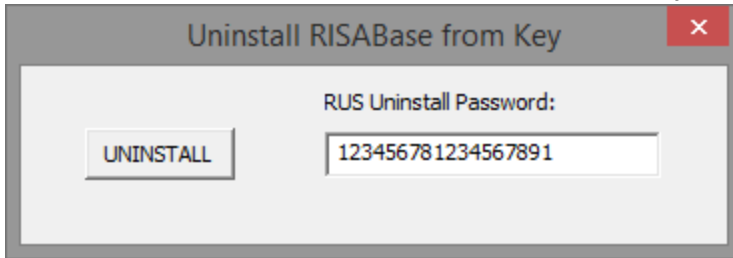 Uninstall RISABase from Key
RUS Uninstall Password:
UNINSTALL
123456781234567891